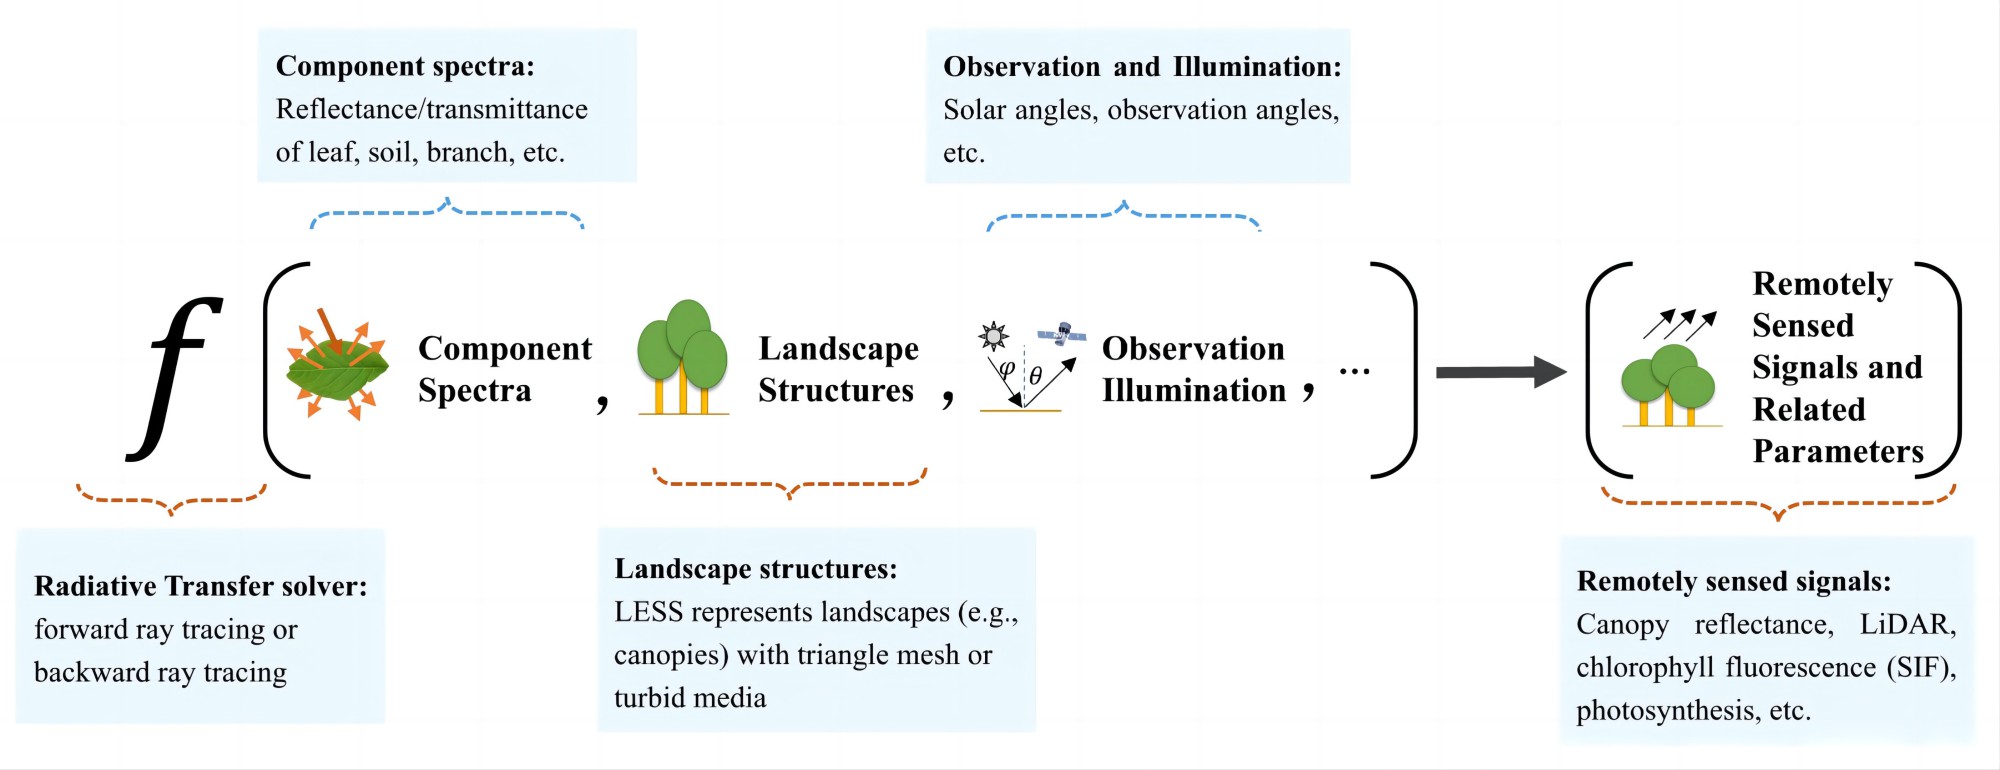 Component spectra:
Reflectance/transmittance
of leaf, soil, branch, etc.
Observation and Illumination:
Solar angles, observation angles,
etc.
f
Component
Spectra
,
Landscape
Structures
,
φ
θ
Observation
Illumination
,
...
Remotely
Sensed
Signals and
Related
Parameters
Radiative Transfer solver:
forward ray tracing or
backward ray tracing
Landscape structures:
LESS represents landscapes (e.g.,
canopies) with triangle mesh or
turbid media
Remotely sensed signals:
Canopy reflectance, LiDAR,
chlorophyll fluorescence (SIF),
photosynthesis, etc.